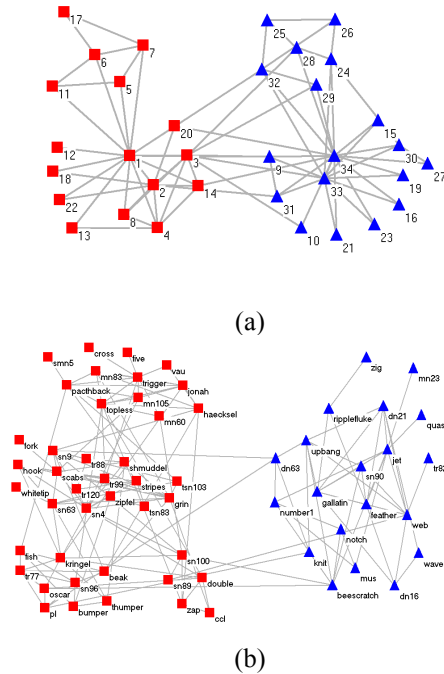 17
6
7
11
5
12
18
22
13
1
2
8
4
20
3
14
25
26
28
24
32
29
15
34
30
27
9
33
19
31
16
10
21
23
(a)
cross
five
smn5
mn83
trigger
vau
pacthback
jonah
topless
mn105
haecksel
mn60
fork
sn9
tr88
shmuddel
hook
scabs
tr99
stripes
tsn103
whitetip
tr120
zipfel
grin
sn63
sn4
tsn83
fish
kringel
sn100
tr77
beak
sn89
double
oscar
sn96
pl
bumper
thumper
zap
ccl
zig
mn23
ripplefluke
dn21
quas
upbang
jet
dn63
sn90
tr82
number1
gallatin
feather
web
notch
knit
wave
mus
beescratch
dn16
(b)